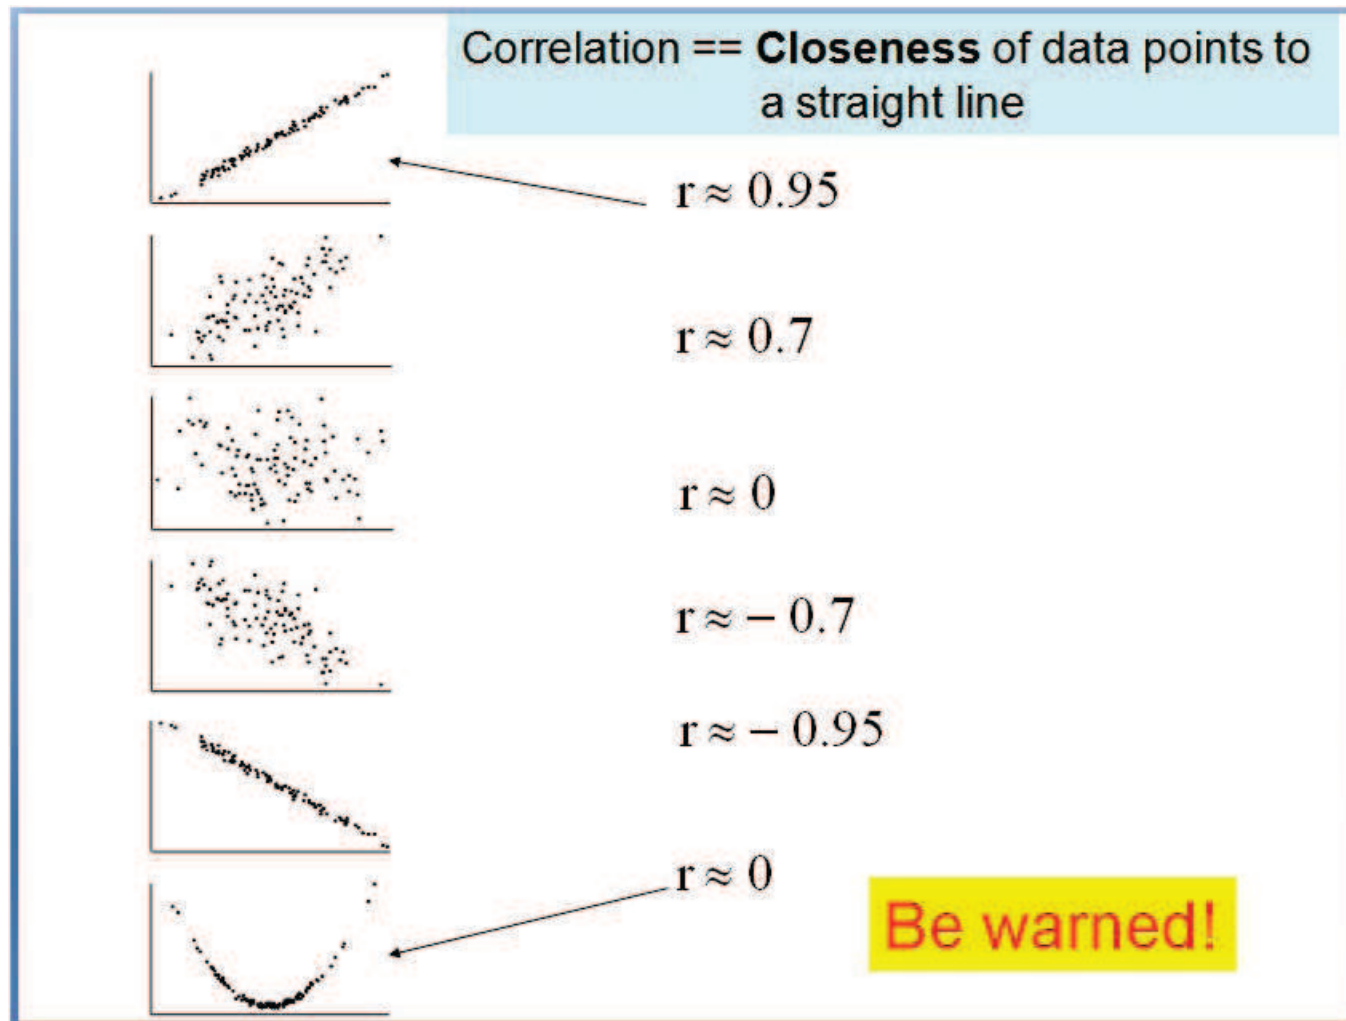 Correlation == Closeness of data points to
a straight line
r ≈ 0.95
r ≈ 0.7
r ≈ 0
r ≈ – 0.7
r ≈ – 0.95
r ≈ 0
Be warned!